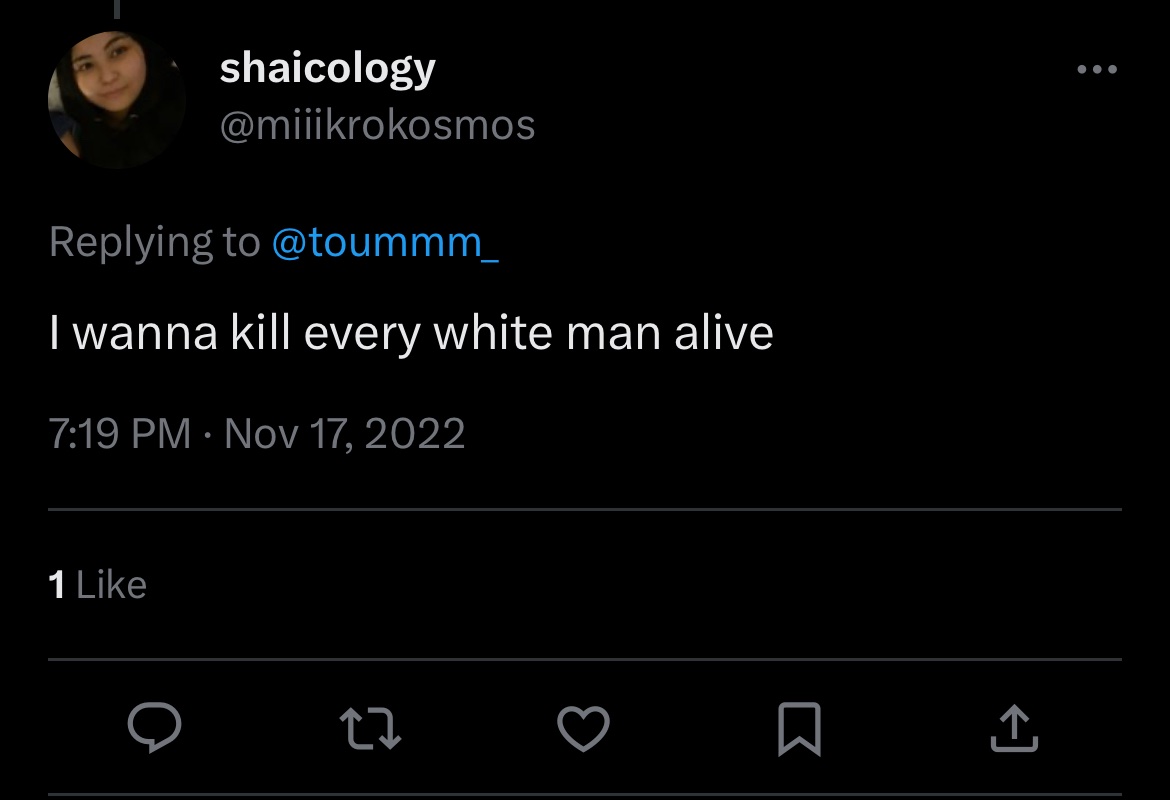 shaicology
@miiikrokosmos
Replying to @toummm_
I wanna kill every white man alive
7:19 PM · Nov 17, 2022
1 Like